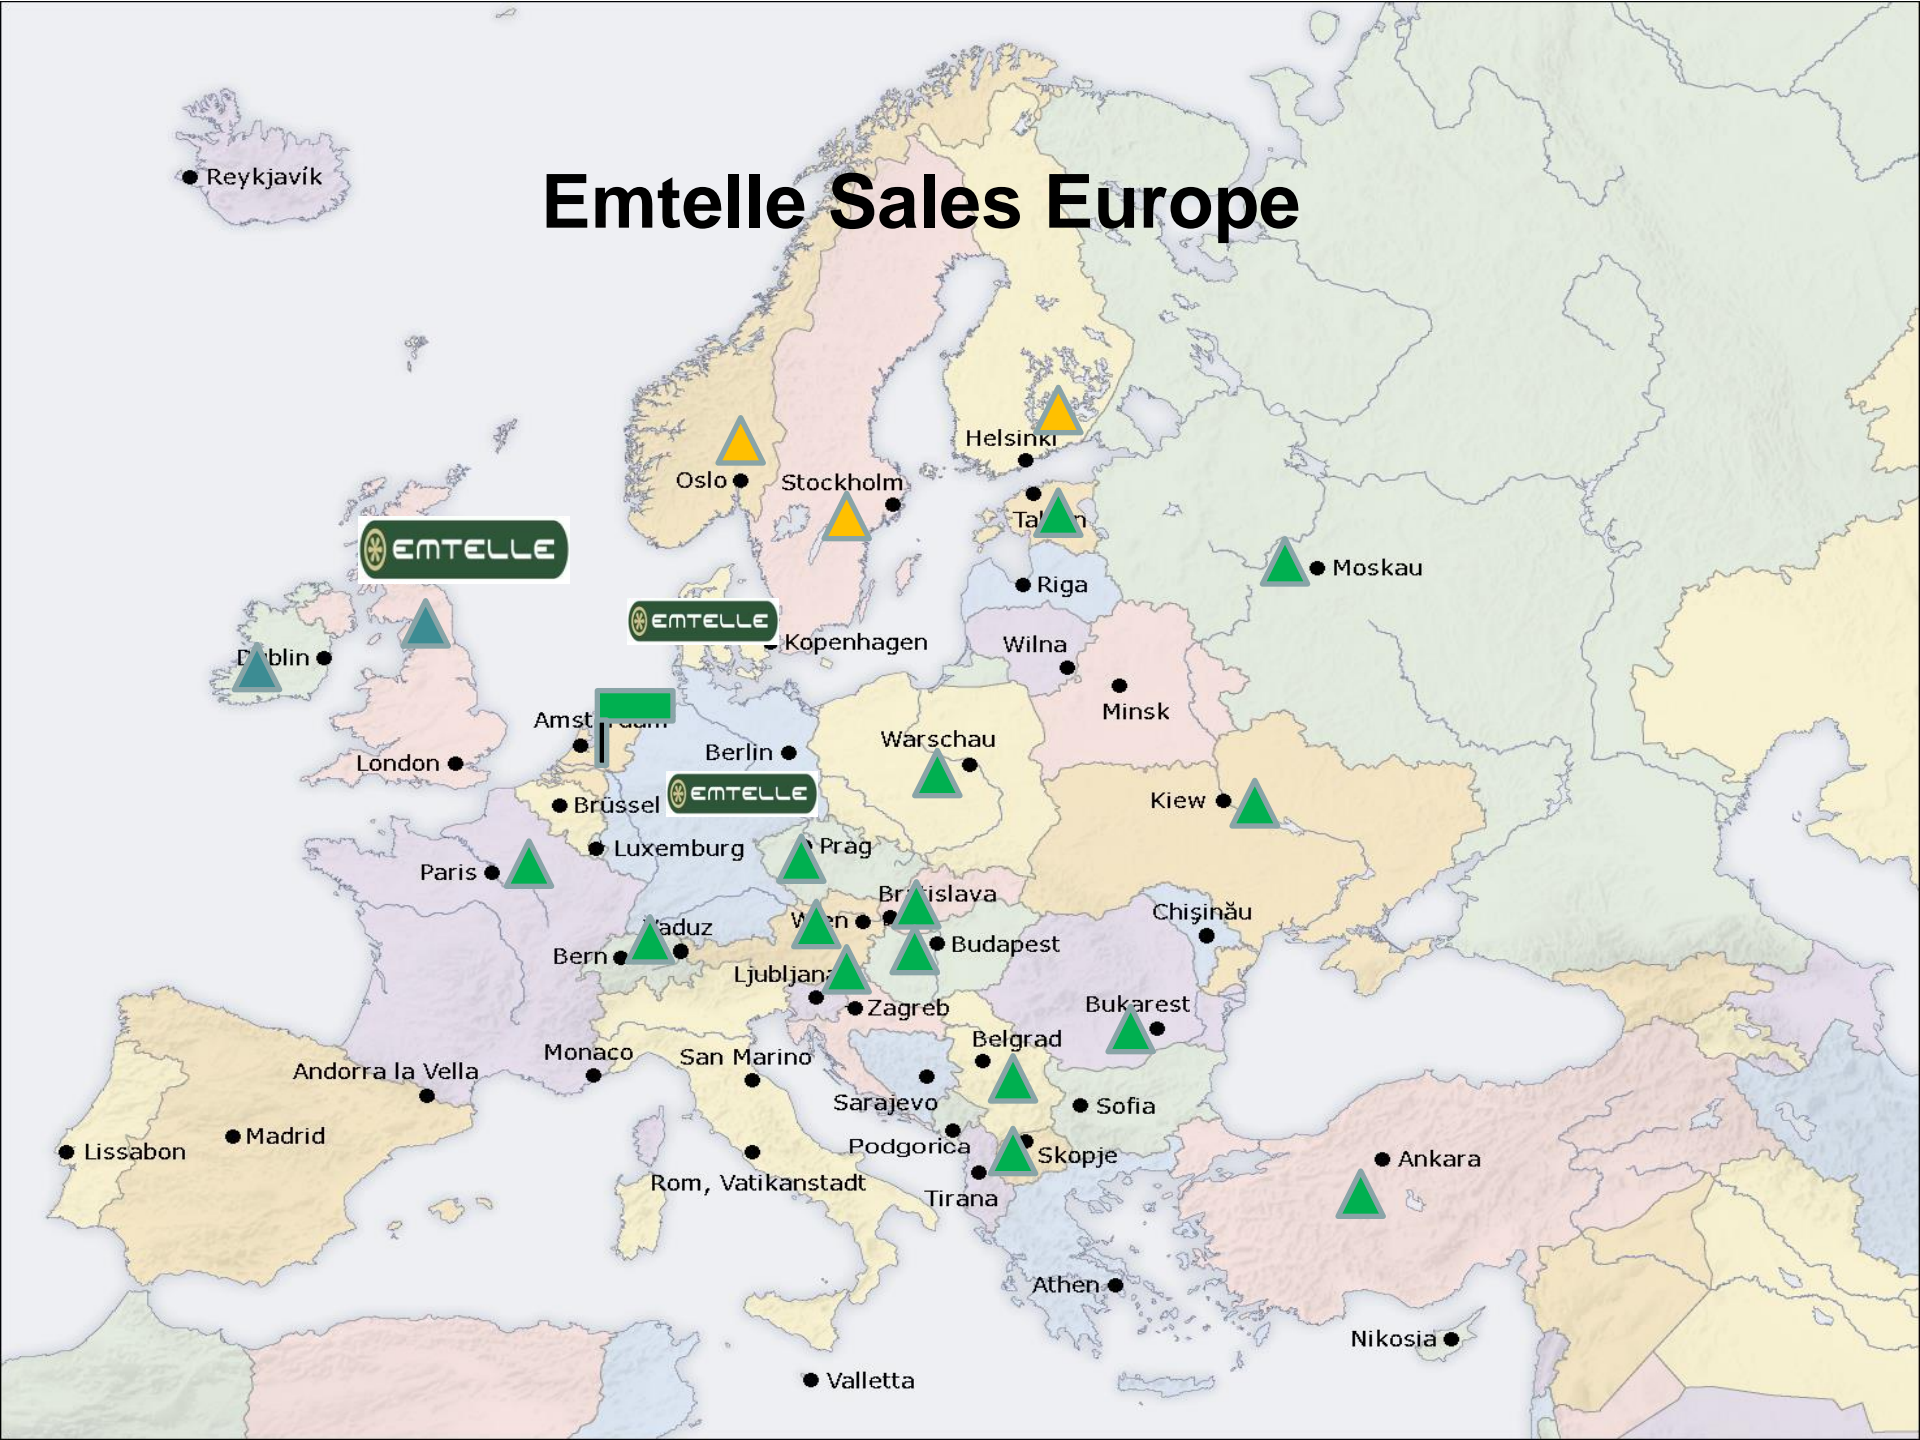 Reykjavík
Emtelle Sales Europe
Helsinki
Oslo
Stockholm
EMTELLE
Moskau
Riga
EMTELLE
Kopenhagen
Wilna
Minsk
Warschau
Berlin
London
EMTELLE
Brüssel
Kiew
Luxemburg
Prag
Paris
Chişinău
Budapest
Bern
Zagreb
Bukarest
Belgrad
Monaco
San Marino
Andorra la Vella
Sarajevo
Sofia
Madrid
Lissabon
Podgorica
Skopje
Ankara
Rom, Vatikanstadt
Tirana
Athen
Nikosia
Valletta